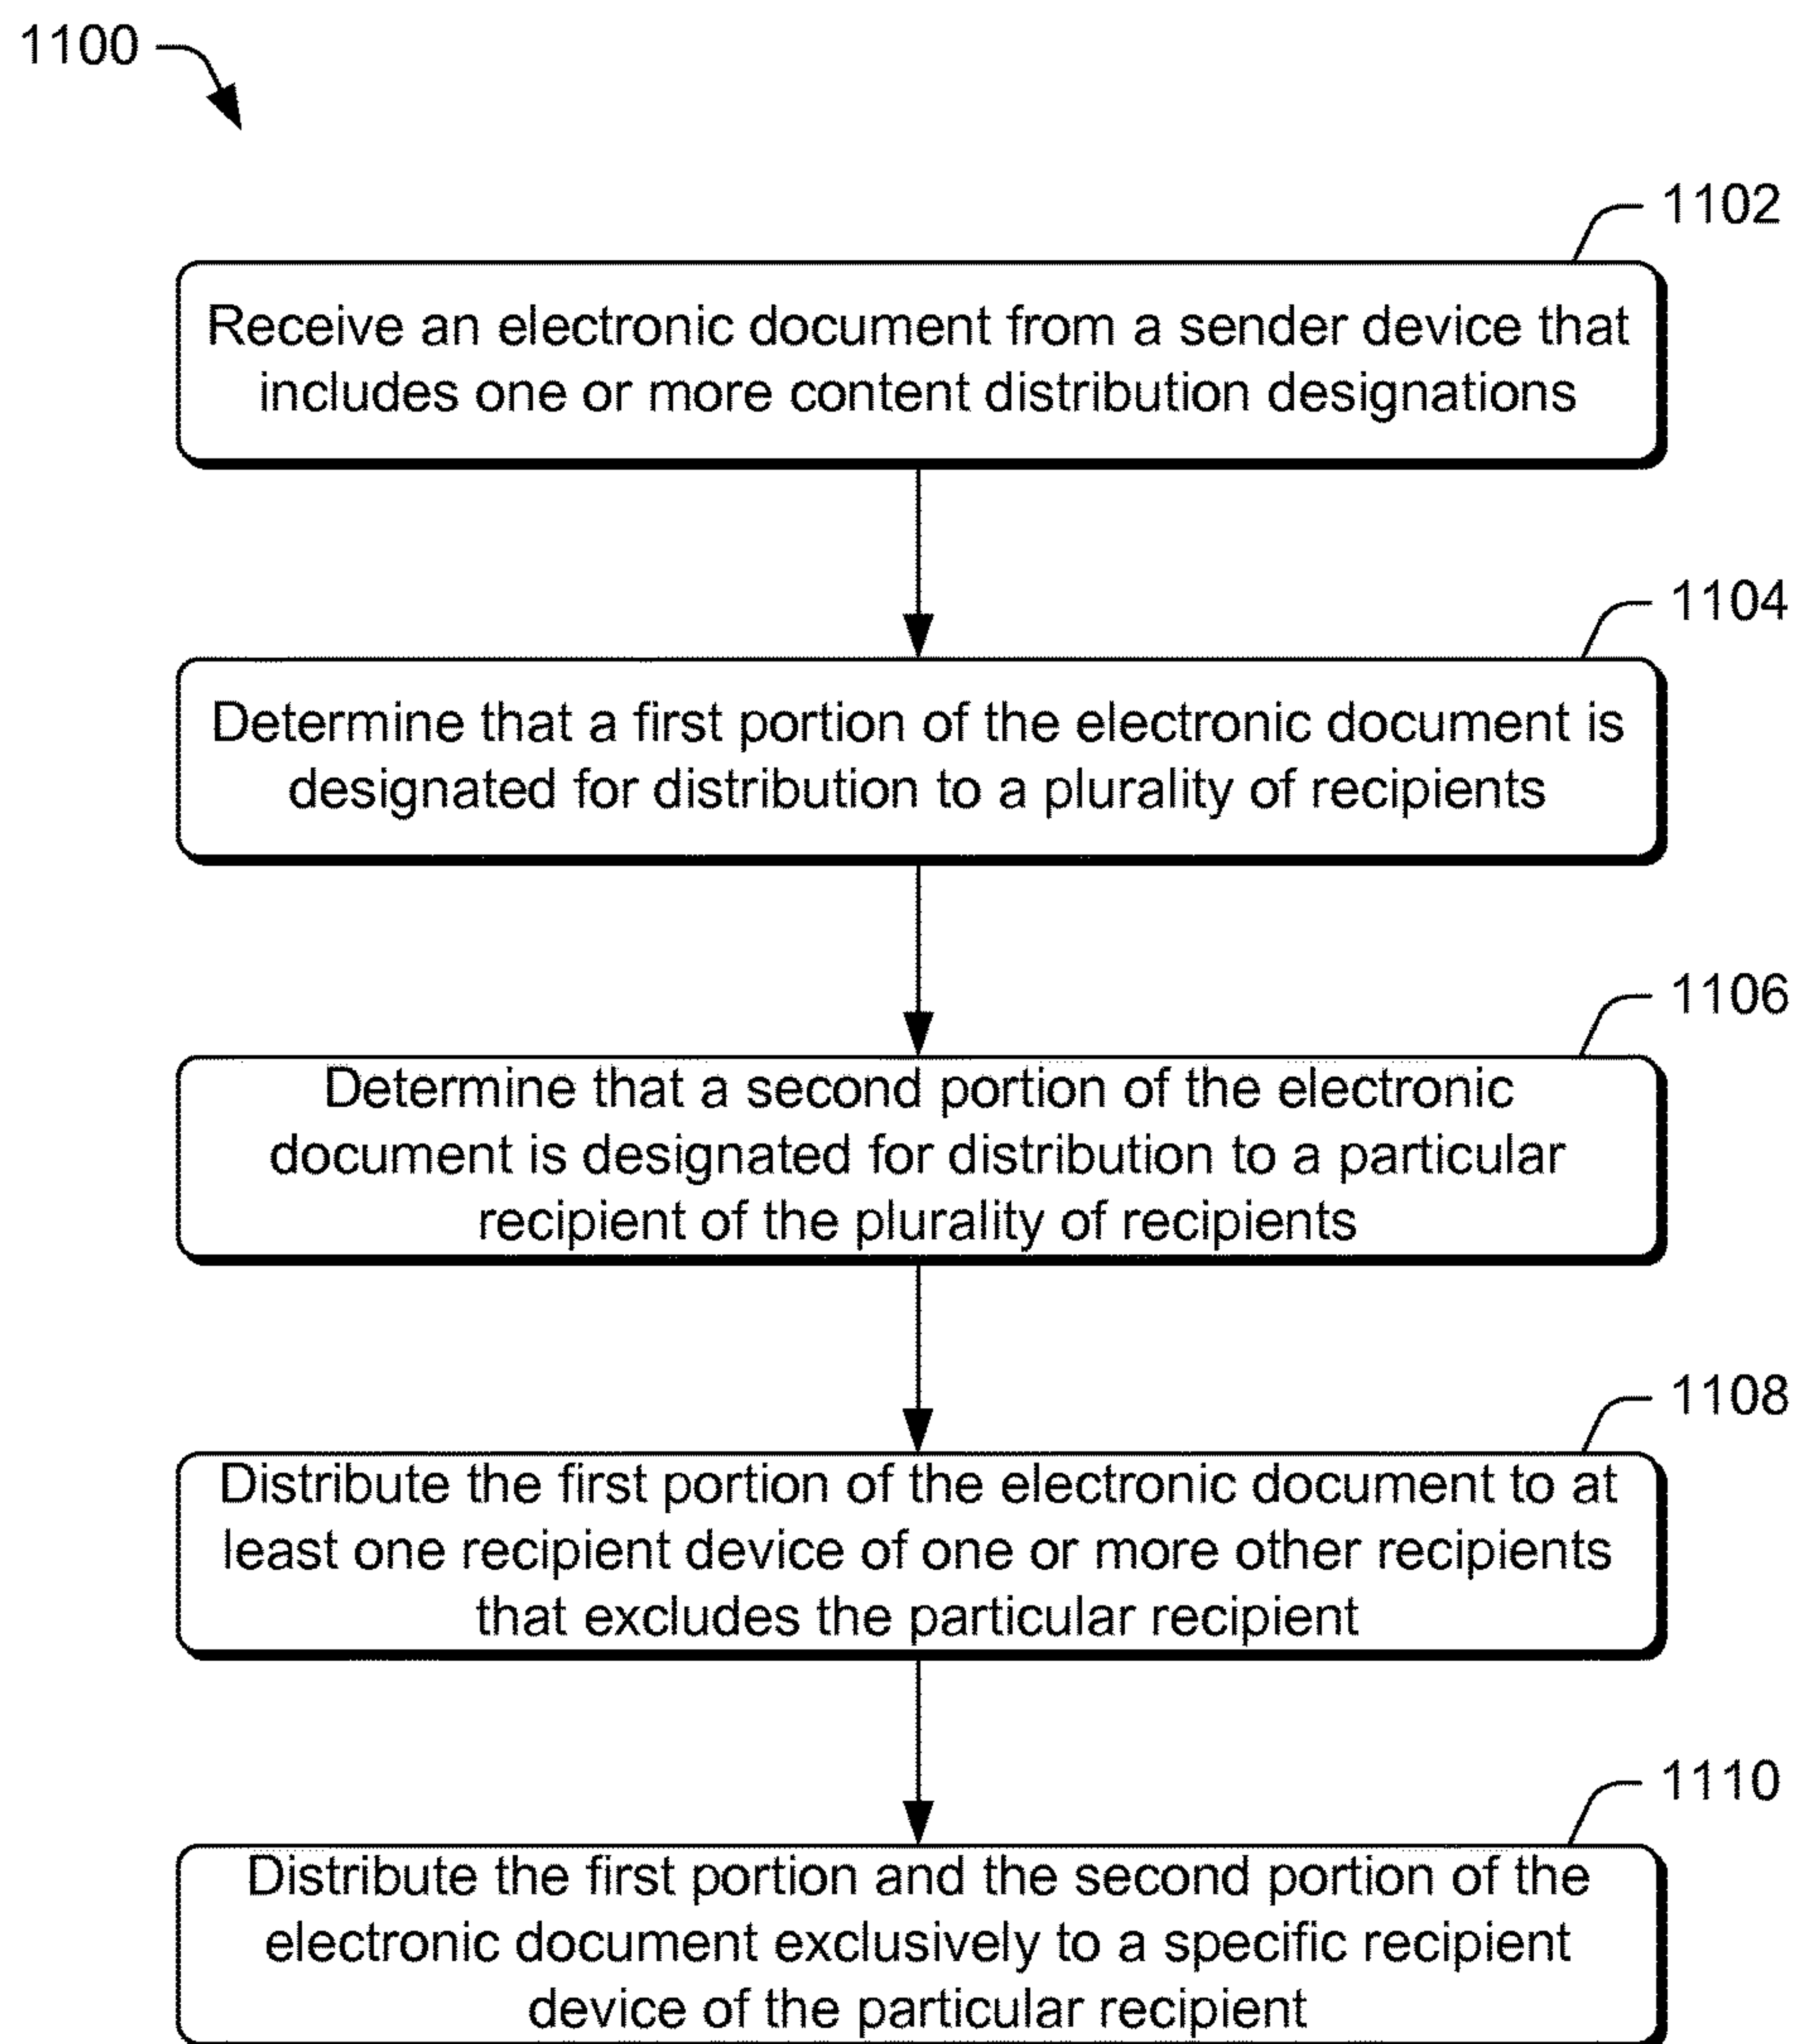 1100
1102
Receive an electronic document from a sender device that
includes one or more content distribution designations
1104
Determine that a first portion of the electronic document is
designated for distribution to a plurality of recipients
1106
Determine that a second portion of the electronic
document is designated for distribution to a particular
recipient of the plurality of recipients
1108
Distribute the first portion of the electronic document to at
least one recipient device of one or more other recipients
that excludes the particular recipient
1110
Distribute the first portion and the second portion of the
electronic document exclusively to a specific recipient
device of the particular recipient